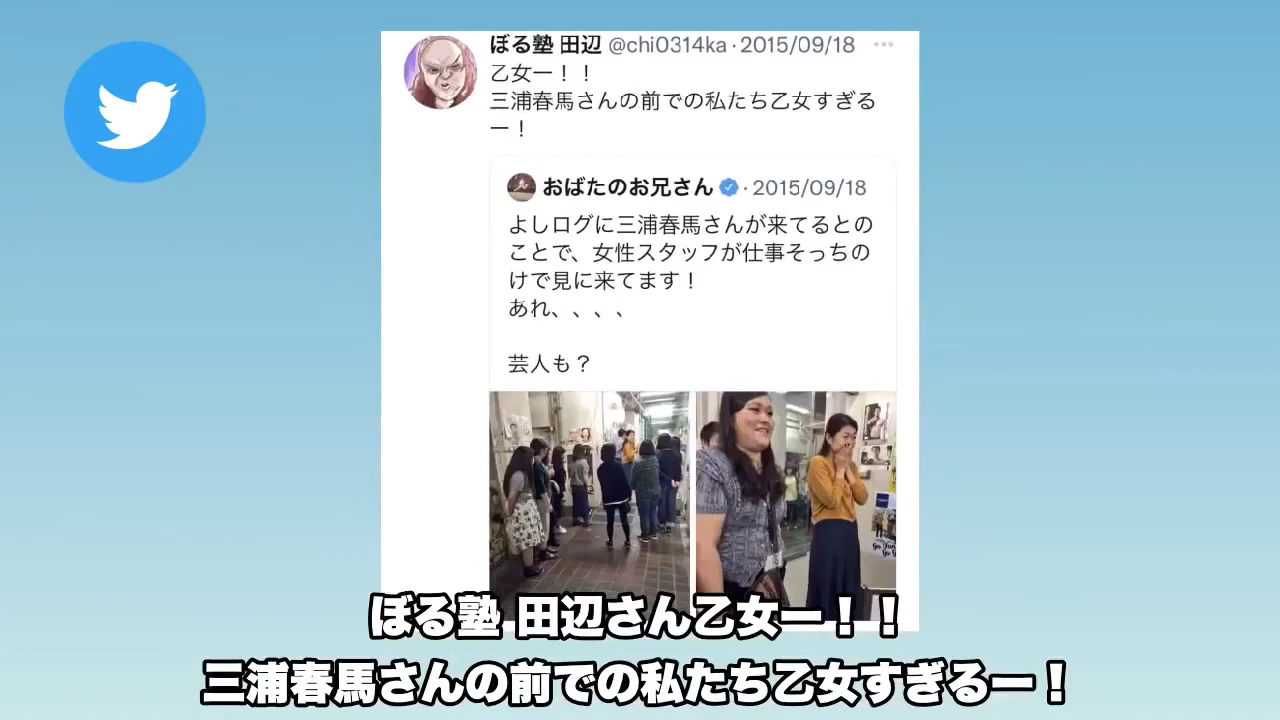 ぼる塾 田辺 @chi0314ka · 2015/09/18
乙女ー！！
三浦春馬さんの前での私たち乙女すぎる
ー！
おばたのお兄さん · 2015/09/18
よしログに三浦春馬さんが来てるとの
ことで、女性スタッフが仕事そっちの
けで見に来てます！
あれ、、、、
芸人も？
ぼる塾 田辺さん乙女ー！！
三浦春馬さんの前での私たち乙女すぎるー！